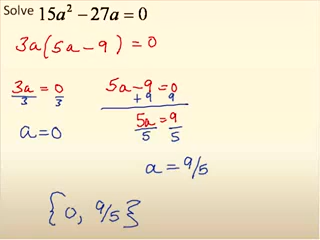 Solve 15a² − 27a = 0
3a(5a−9) = 0
3a = 0
3 3
a = 0
5a−9 = 0
+9 9
5a = 9
5 5
a = 9/5
{0, 9/5}